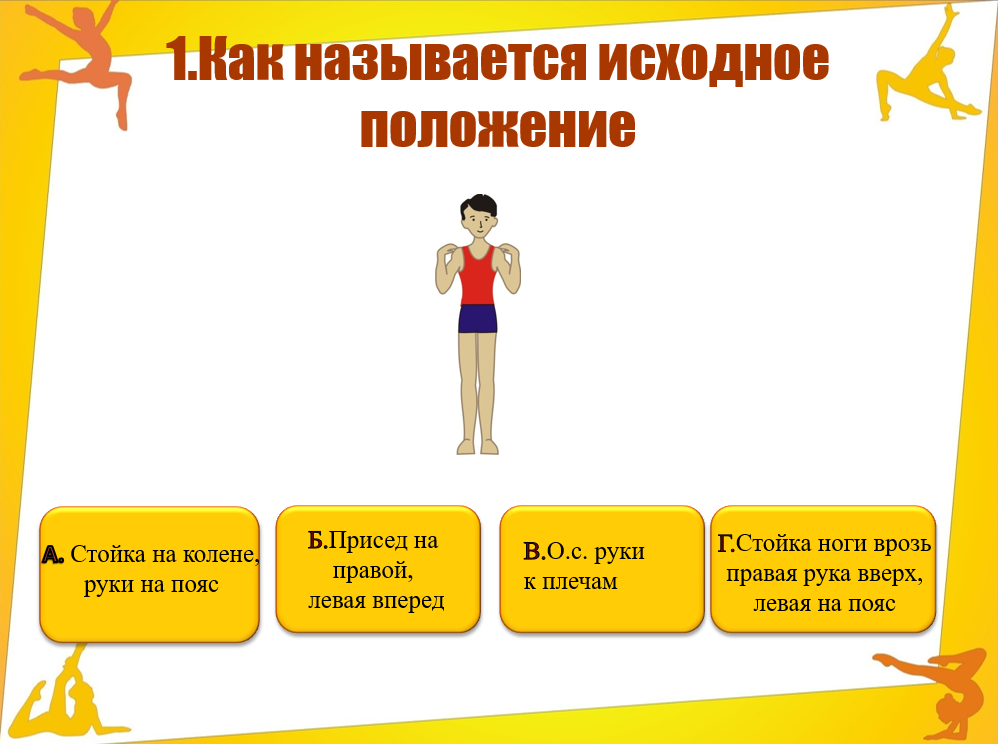 1.Как называется исходное
положение
А. Стойка на колене,
руки на пояс
Б.Присед на
правой,
левая вперед
В.О.с. руки
к плечам
Г.Стойка ноги врозь
правая рука вверх,
левая на пояс